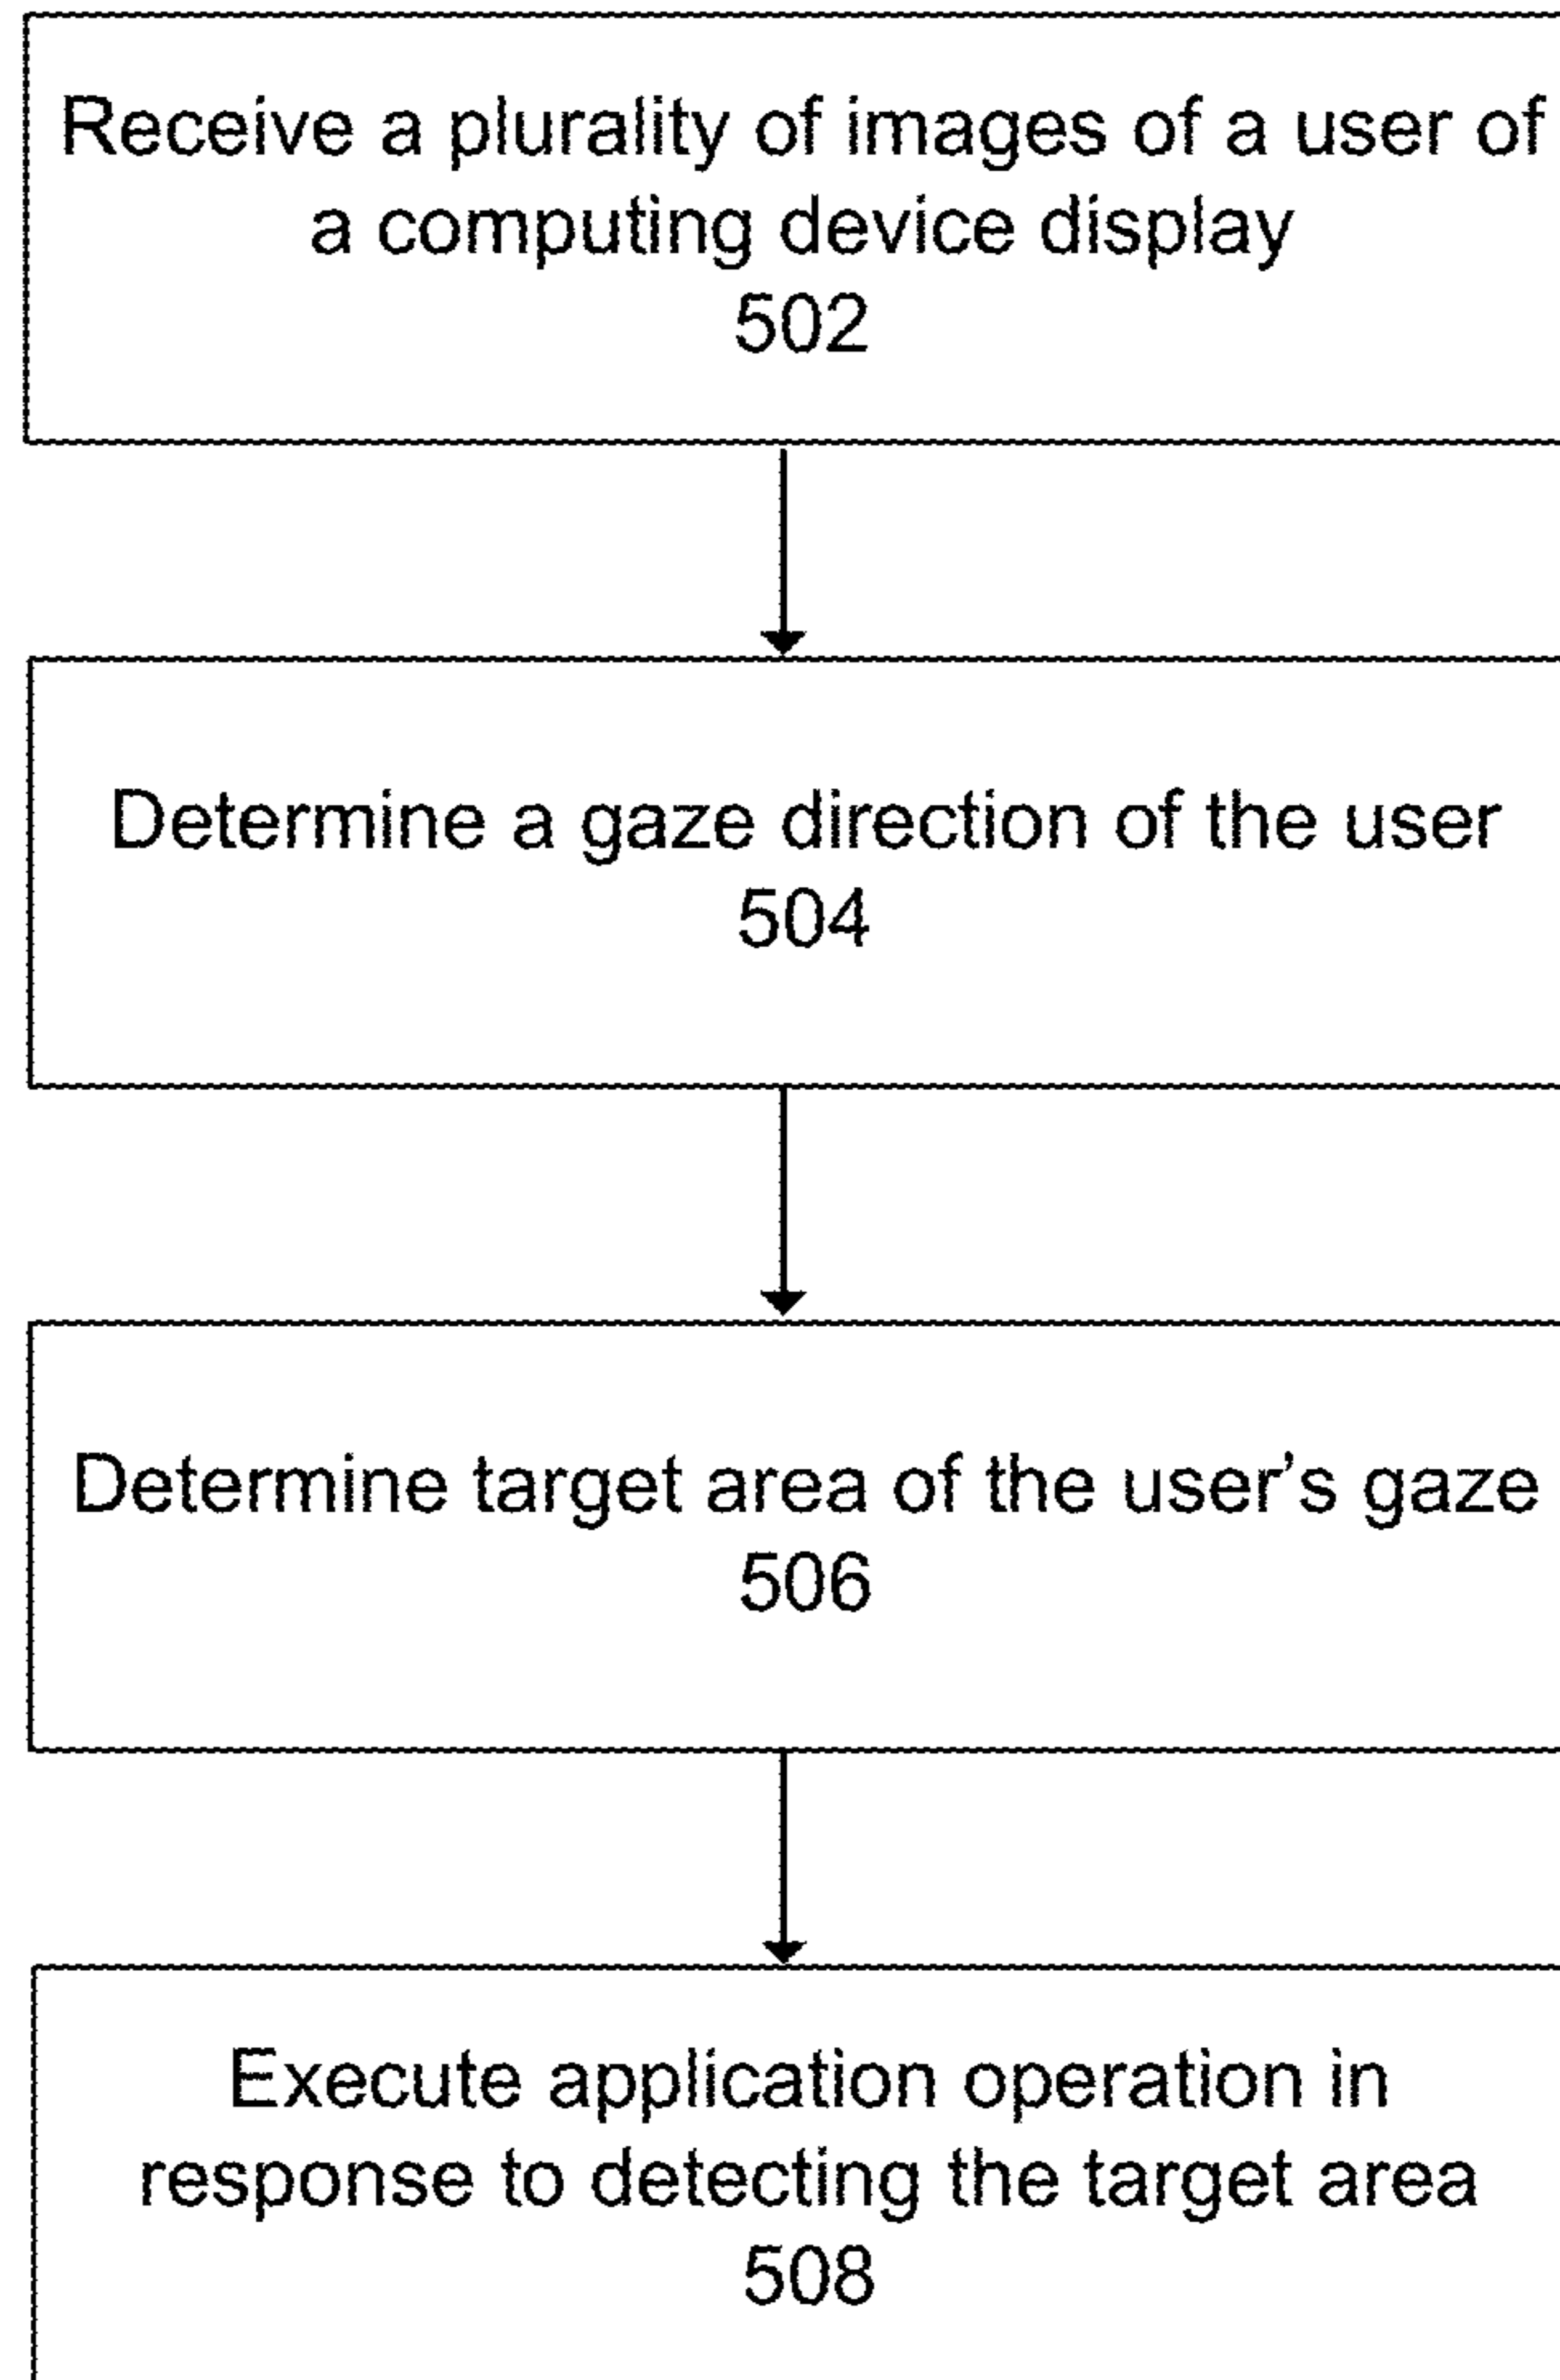 Receive a plurality of images of a user of
a computing device display
502
Determine a gaze direction of the user
504
Determine target area of the user's gaze
506
Execute application operation in
response to detecting the target area
508